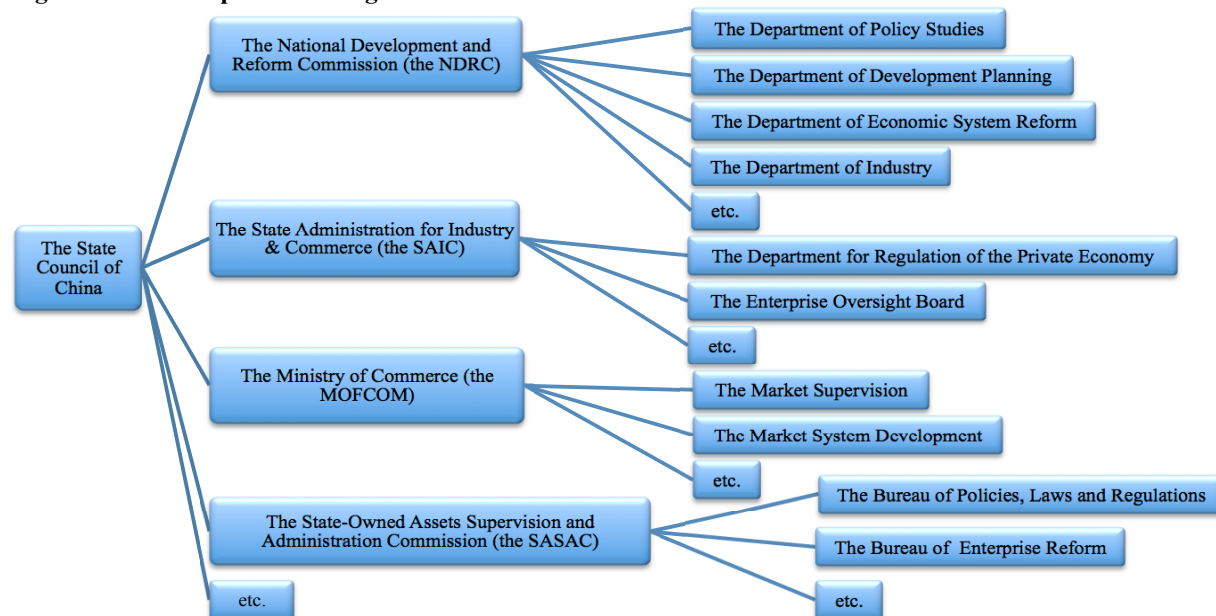 The National Development and
Reform Commission (the NDRC)
The Department of Policy Studies
The Department of Development Planning
The Department of Economic System Reform
The Department of Industry
etc.
The State
Council of
China
The State Administration for Industry
& Commerce (the SAIC)
The Department for Regulation of the Private Economy
The Enterprise Oversight Board
etc.
The Ministry of Commerce (the
MOFCOM)
The Market Supervision
The Market System Development
etc.
The State-Owned Assets Supervision and
Administration Commission (the SASAC)
The Bureau of Policies, Laws and Regulations
The Bureau of Enterprise Reform
etc.
etc.